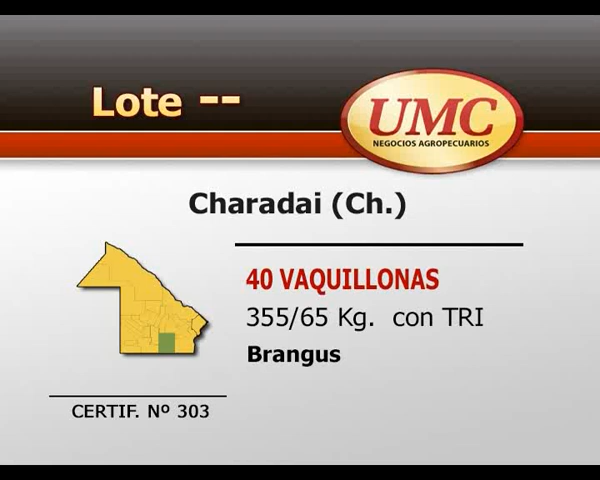 Lote --
UMC
NEGOCIOS AGROPECUARIOS
Charadai (Ch.)
40 VAQUILLONAS
355/65 Kg. con TRI
Brangus
CERTIF. Nº 303